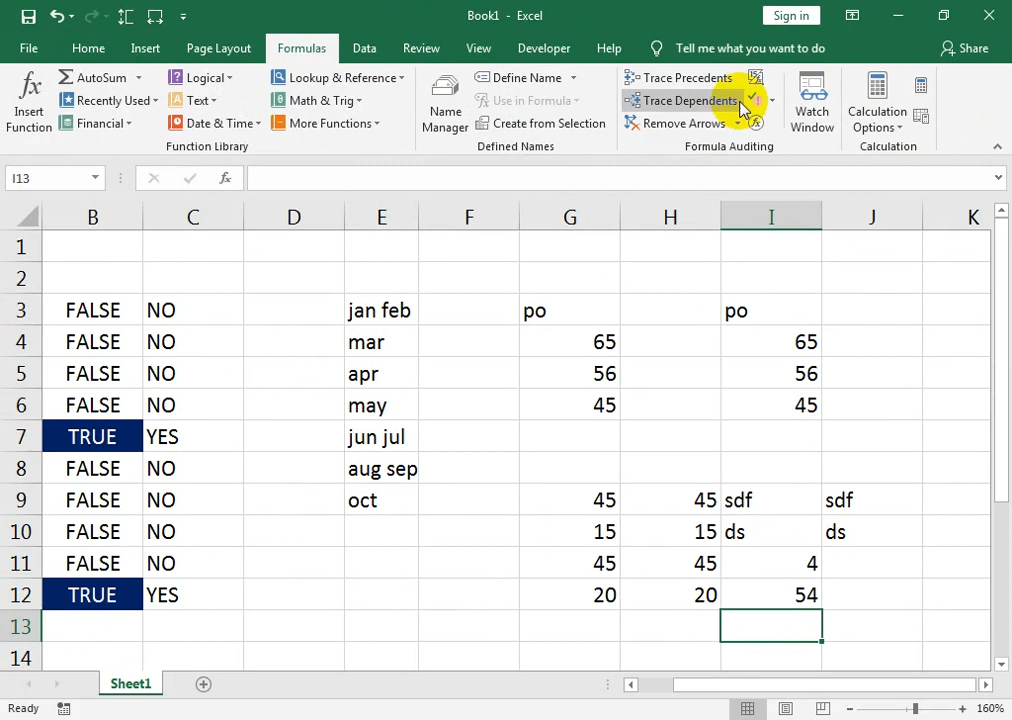 Book1 - Excel
Sign in
File Home Insert Page Layout Formulas Data Review View Developer Help Tell me what you want to do Share
Insert Function
AutoSum
Recently Used
Financial
Logical
Text
Date & Time
Lookup & Reference
Math & Trig
More Functions
Function Library
Name Manager
Define Name
Use in Formula
Create from Selection
Defined Names
Trace Precedents
Trace Dependents
Remove Arrows
Formula Auditing
Watch Window
Calculation Options
Calculation
I13
fx
B C D E F G H I J K
1
2
3 FALSE NO jan feb po po
4 FALSE NO mar 65 65
5 FALSE NO apr 56 56
6 FALSE NO may 45 45
7 TRUE YES jun jul
8 FALSE NO aug sep
9 FALSE NO oct 45 45 sdf sdf
10 FALSE NO 15 15 ds ds
11 FALSE NO 45 45 4
12 TRUE YES 20 20 54
13
14
Sheet1
Ready
160%